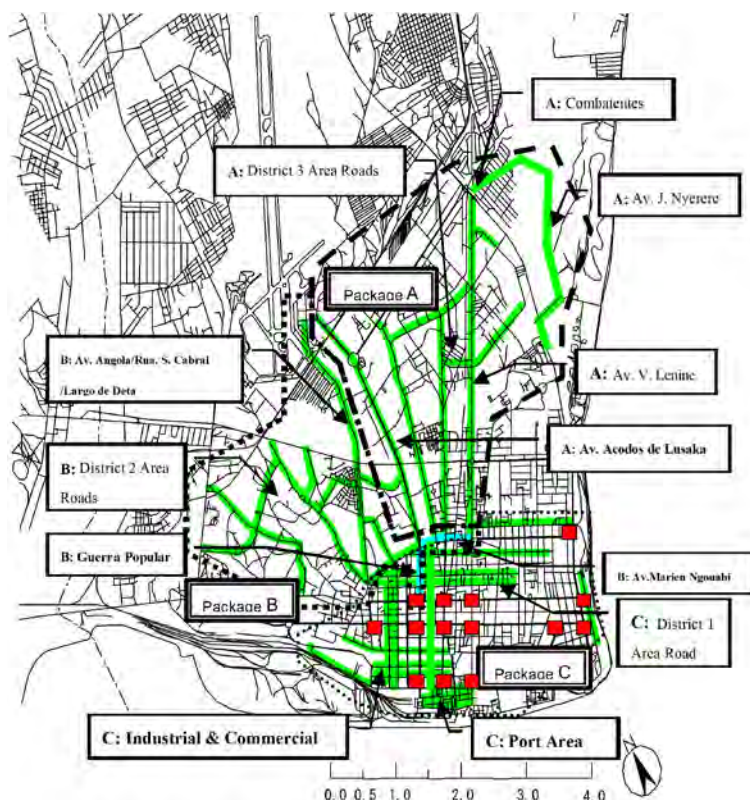 A: Combatentes
A: District 3 Area Roads
A: Av. J. Nyerere
Package A
B: Av. Angola/Rua. S. Cabral
/Largo de Deta
A: Av. V. Lenine
A: Av. Acodos de Lusaka
B: District 2 Area
Roads
B: Guerra Popular
B: Av.Marien Ngouabi
Package B
C: District 1
Area Road
Package C
C: Industrial & Commercial
C: Port Area
N
0.0 0.5 1.0 2.0 3.0 4.0